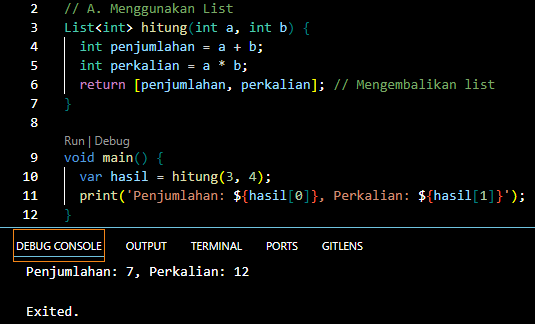 2 // A. Menggunakan List
3 List<int> hitung(int a, int b) {
4   int penjumlahan = a + b;
5   int perkalian = a * b;
6   return [penjumlahan, perkalian]; // Mengembalikan list
7 }
8
Run | Debug
9 void main() {
10   var hasil = hitung(3, 4);
11   print('Penjumlahan: ${hasil[0]}, Perkalian: ${hasil[1]}');
12 }
DEBUG CONSOLE OUTPUT TERMINAL PORTS GITLENS
Penjumlahan: 7, Perkalian: 12
Exited.